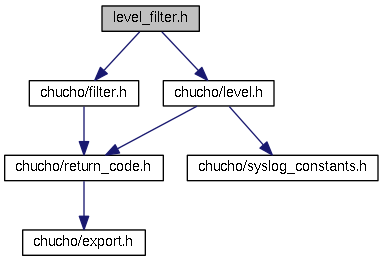 level_filter.h
chucho/filter.h
chucho/level.h
chucho/return_code.h
chucho/syslog_constants.h
chucho/export.h